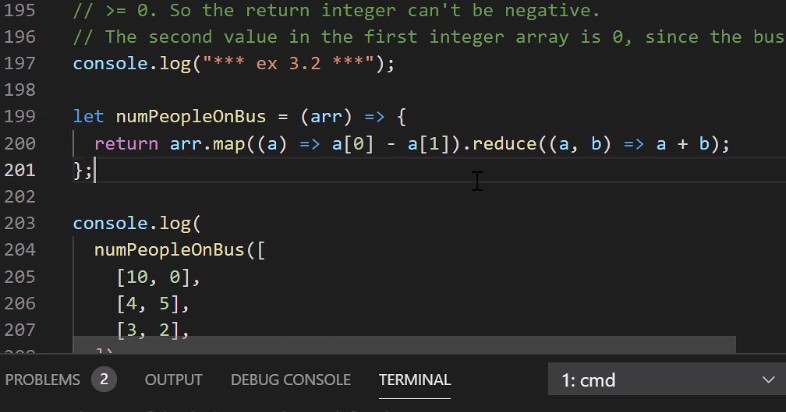 195 // >= 0. So the return integer can't be negative.
196 // The second value in the first integer array is 0, since the bus
197 console.log("*** ex 3.2 ***");
198
199 let numPeopleOnBus = (arr) => {
200 return arr.map((a) => a[0] - a[1]).reduce((a, b) => a + b);
201 };
202
203 console.log(
204 numPeopleOnBus([
205 [10, 0],
206 [4, 5],
207 [3, 2],
PROBLEMS 2 OUTPUT DEBUG CONSOLE TERMINAL 1: cmd